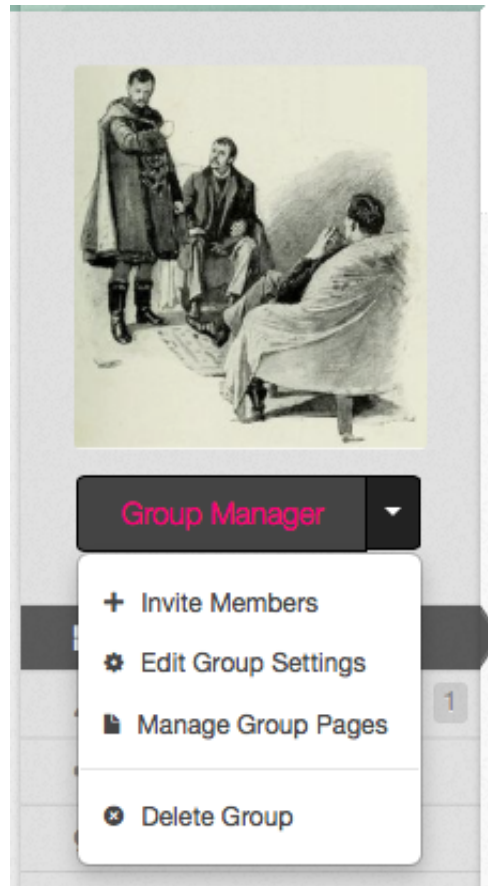 Group Manager
Invite Members
Edit Group Settings
1
Manage Group Pages
Delete Group